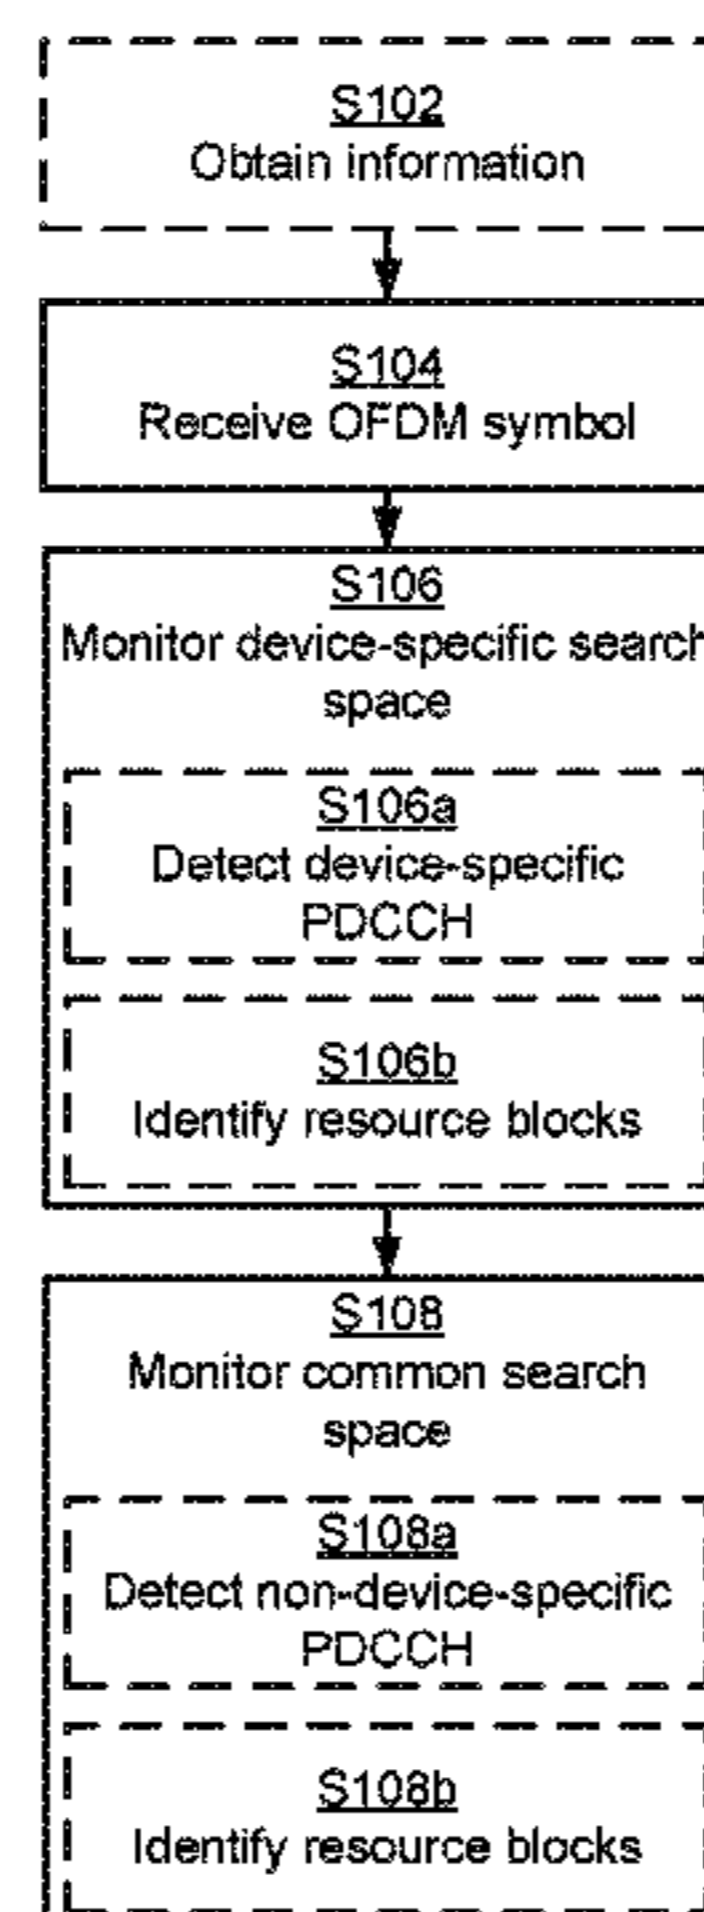 S102
Obtain information
S104
Receive OFDM symbol
S106
Monitor device-specific search
space
S106a
Detect device-specific
PDCCH
S106b
Identify resource blocks
S108
Monitor common search
space
S108a
Detect non-device-specific
PDCCH
S108b
Identify resource blocks